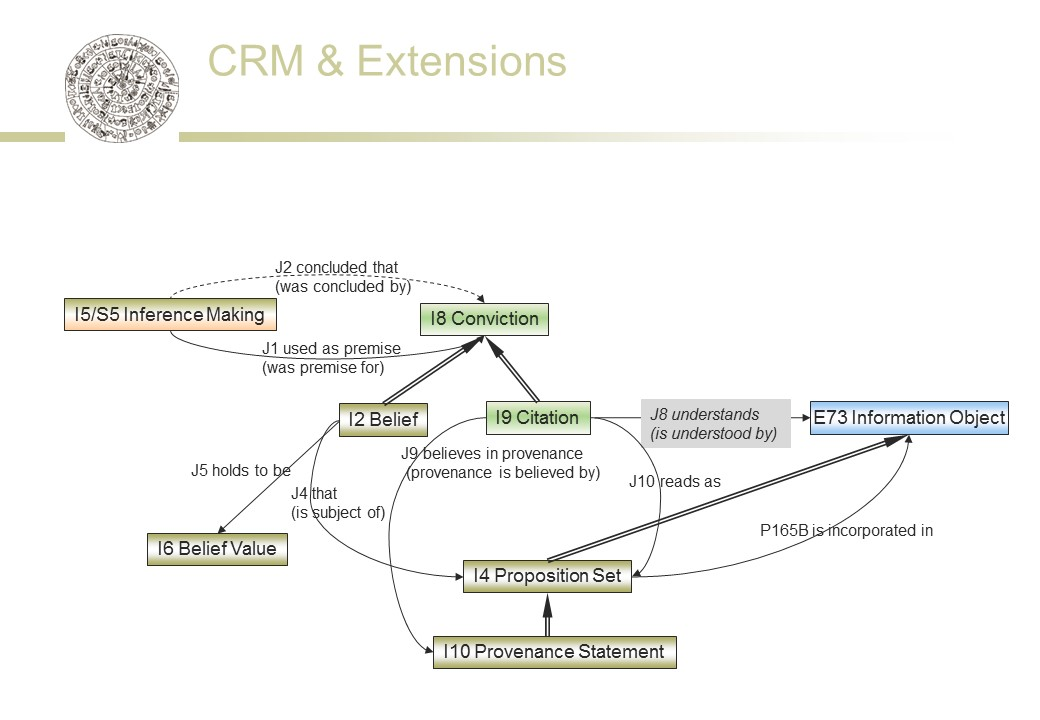 CRM & Extensions
J2 concluded that
(was concluded by)
I5/S5 Inference Making
I8 Conviction
J1 used as premise
(was premise for)
I2 Belief
I9 Citation
J8 understands
(is understood by)
E73 Information Object
J9 believes in provenance
(provenance is believed by)
J5 holds to be
J10 reads as
J4 that
(is subject of)
P165B is incorporated in
I6 Belief Value
I4 Proposition Set
I10 Provenance Statement